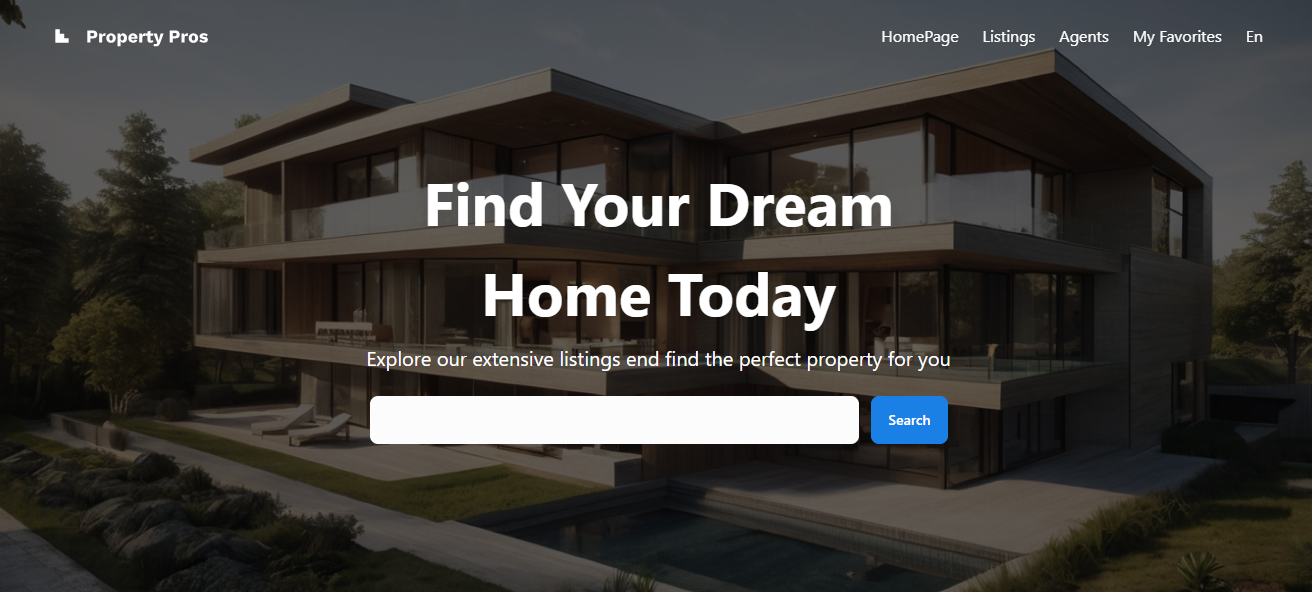 Property Pros
HomePage Listings Agents My Favorites En
Find Your Dream
Home Today
Explore our extensive listings end find the perfect property for you
Search